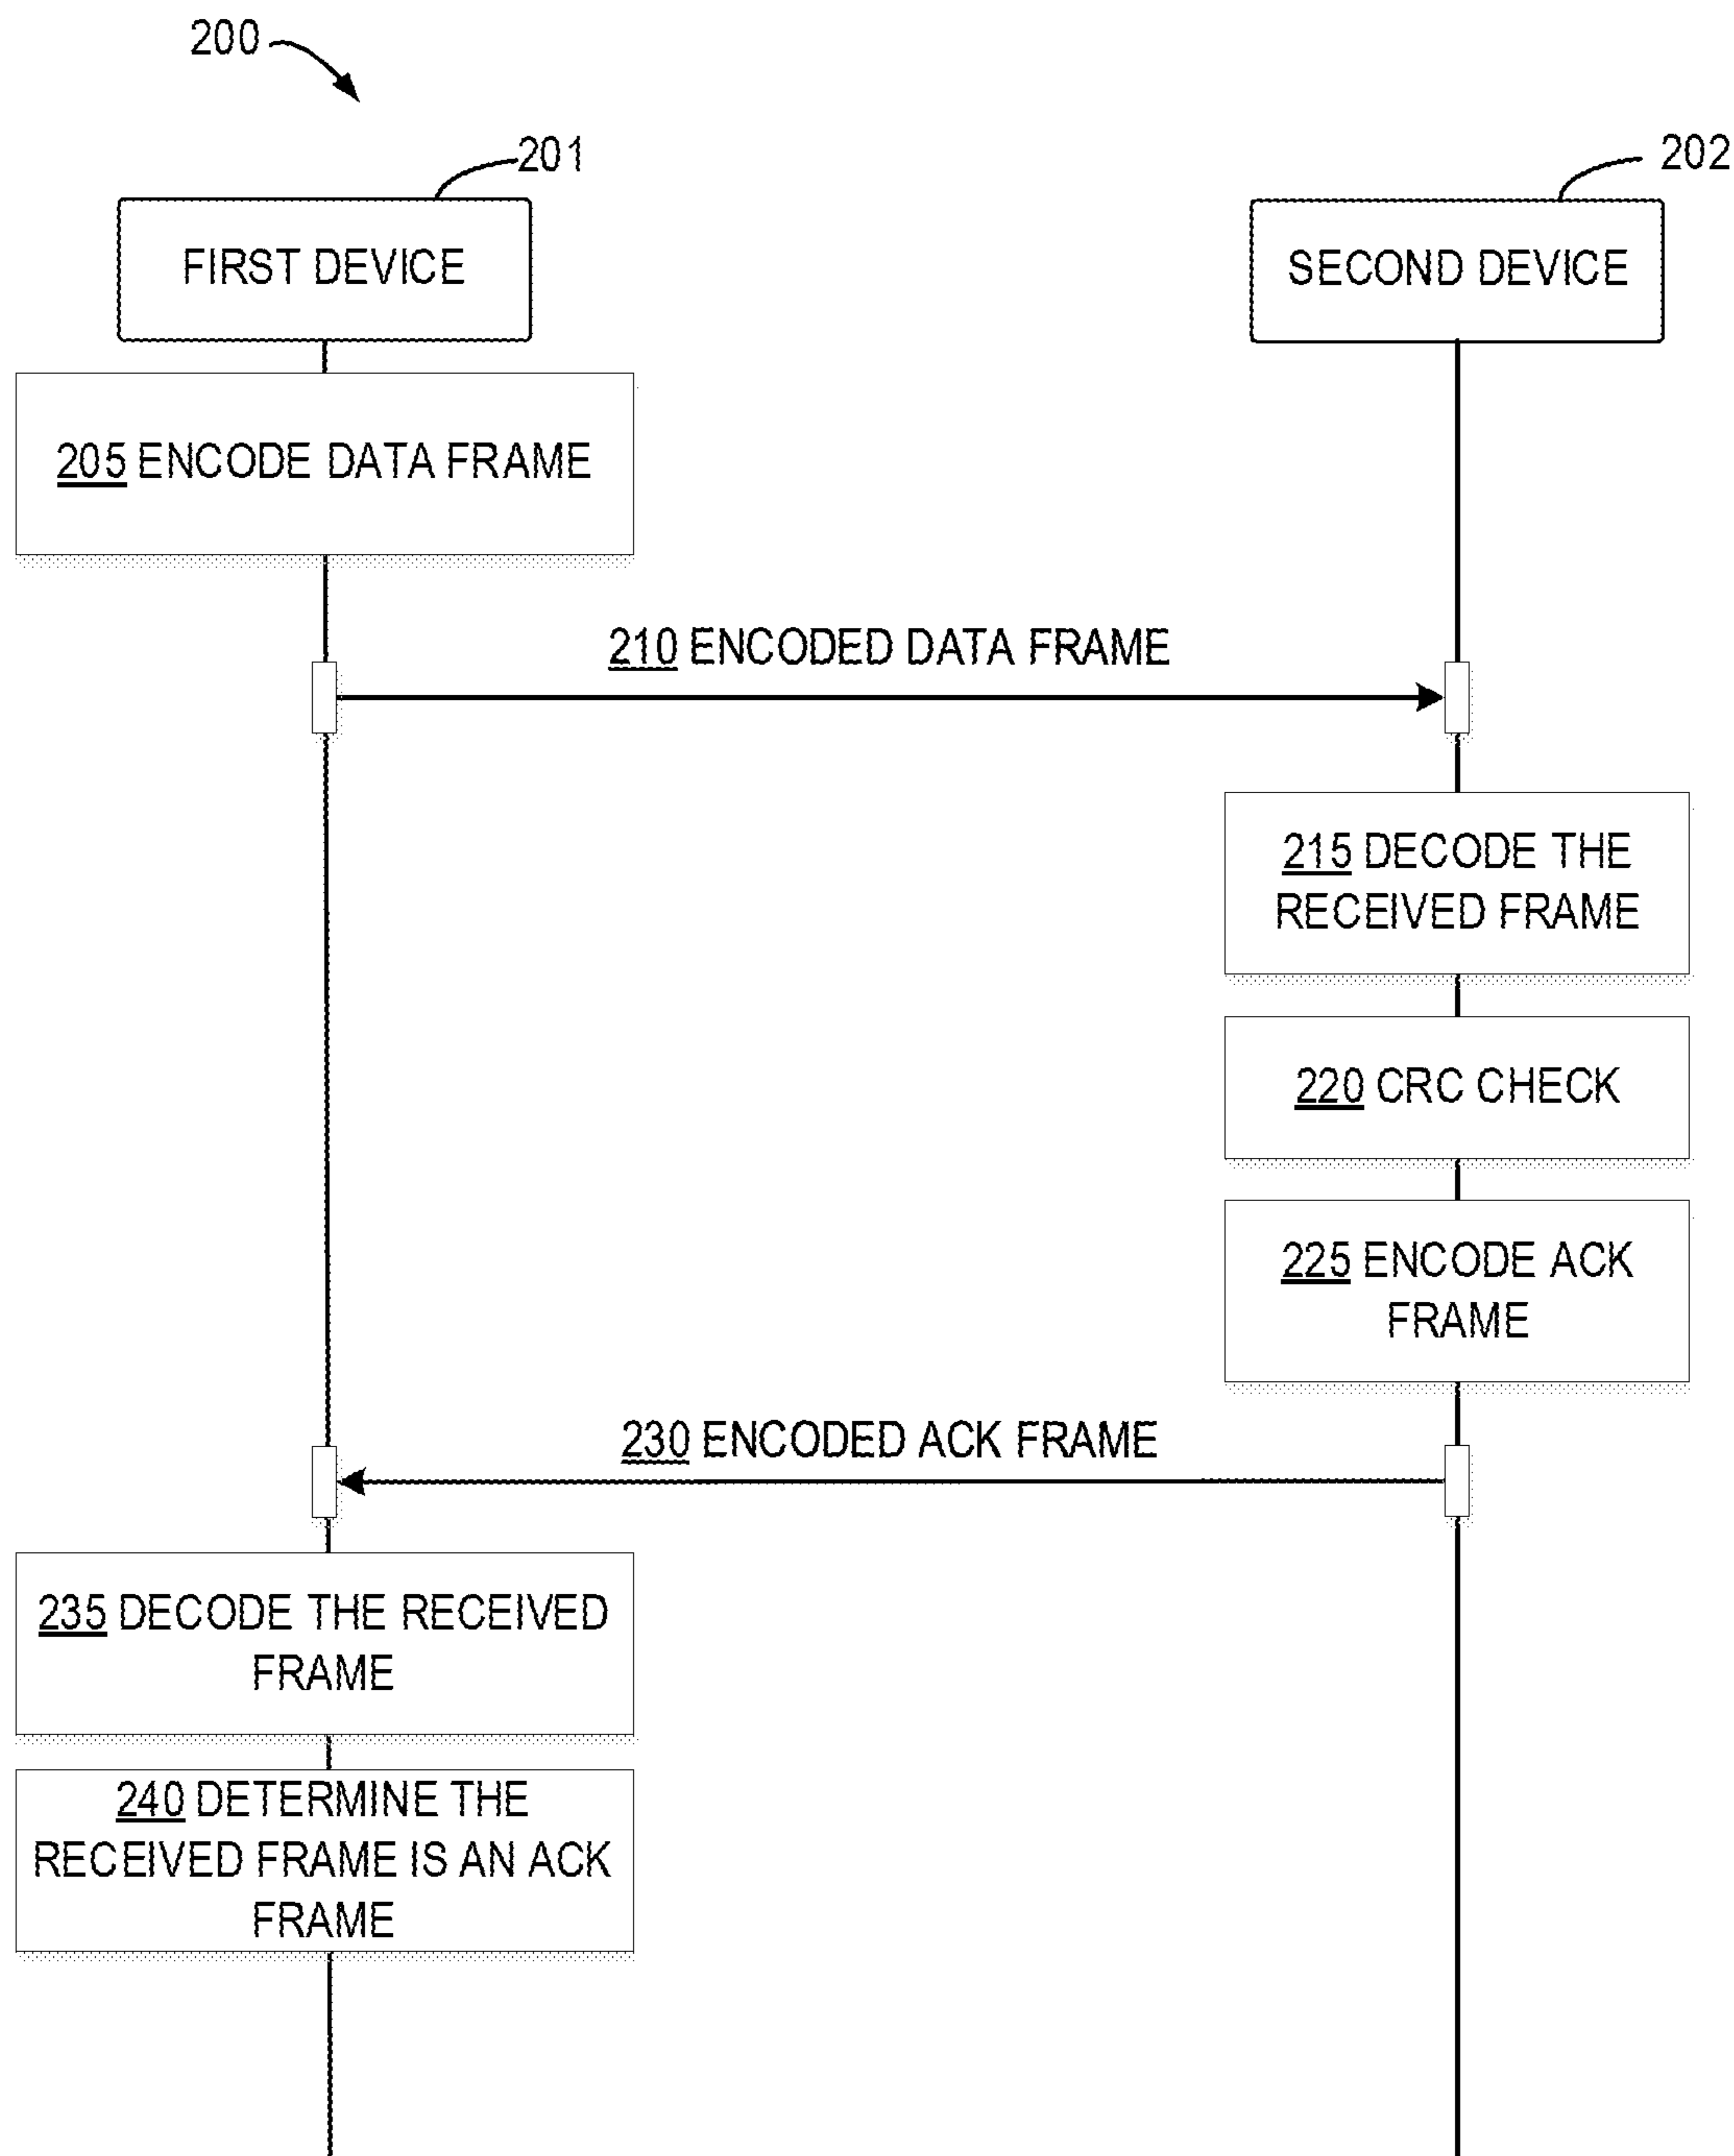 200
201
202
FIRST DEVICE
SECOND DEVICE
205 ENCODE DATA FRAME
210 ENCODED DATA FRAME
215 DECODE THE
RECEIVED FRAME
220 CRC CHECK
225 ENCODE ACK
FRAME
230 ENCODED ACK FRAME
235 DECODE THE RECEIVED
FRAME
240 DETERMINE THE
RECEIVED FRAME IS AN ACK
FRAME